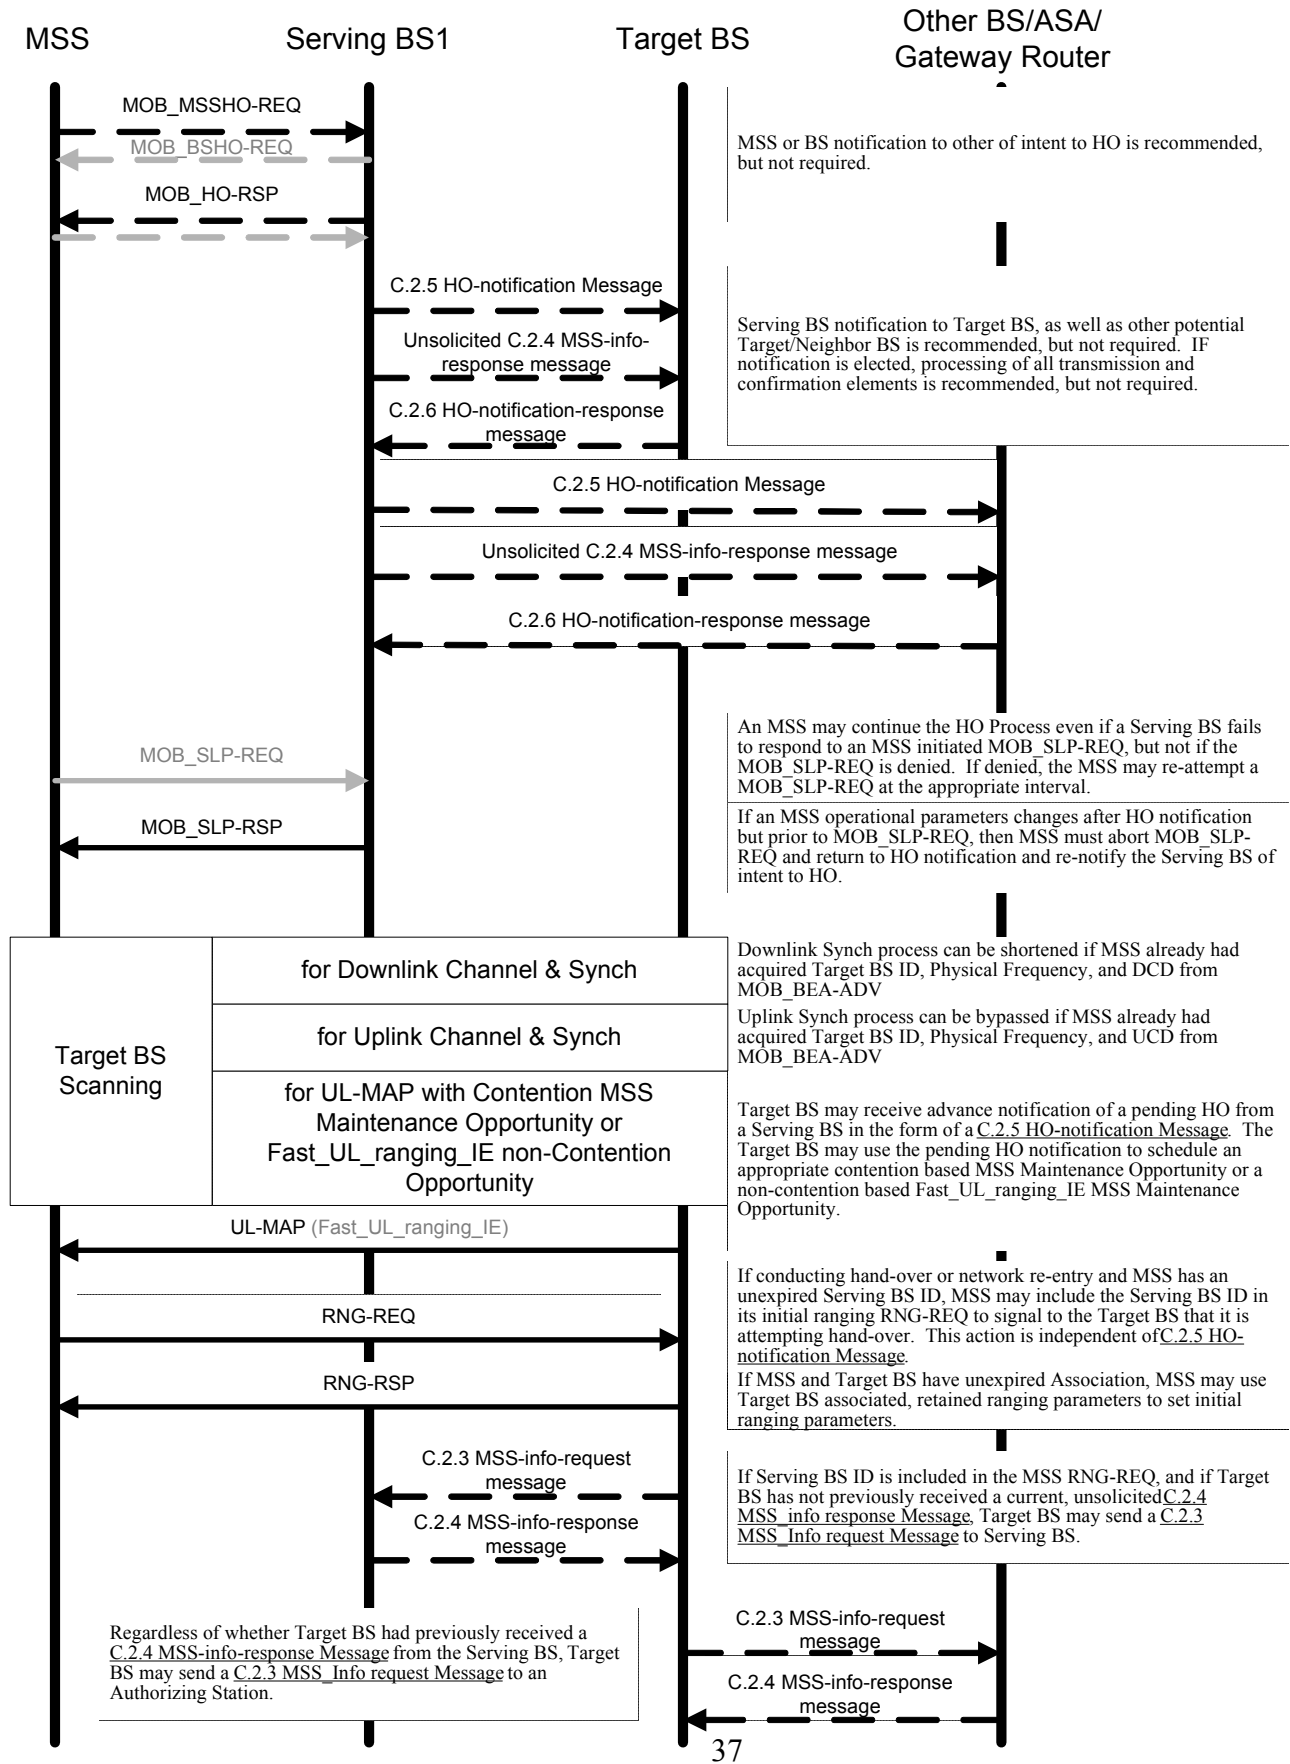 MSS
Serving BS1
Target BS
Other BS/ASA/
Gateway Router
MOB_MSSHO-REQ
MOB_BSHO-REQ
MOB_HO-RSP
MSS or BS notification to other of intent to HO is recommended,
but not required.
C.2.5 HO-notification Message
Unsolicited C.2.4 MSS-info-
response message
C.2.6 HO-notification-response
message
Serving BS notification to Target BS, as well as other potential
Target/Neighbor BS is recommended, but not required.  IF
notification is elected, processing of all transmission and
confirmation elements is recommended, but not required.
C.2.5 HO-notification Message
Unsolicited C.2.4 MSS-info-response message
C.2.6 HO-notification-response message
MOB_SLP-REQ
MOB_SLP-RSP
An MSS may continue the HO Process even if a Serving BS fails
to respond to an MSS initiated MOB_SLP-REQ, but not if the
MOB_SLP-REQ is denied.  If denied, the MSS may re-attempt a
MOB_SLP-REQ at the appropriate interval.
If an MSS operational parameters changes after HO notification
but prior to MOB_SLP-REQ, then MSS must abort MOB_SLP-
REQ and return to HO notification and re-notify the Serving BS of
intent to HO.
Target BS
Scanning
for Downlink Channel & Synch
for Uplink Channel & Synch
for UL-MAP with Contention MSS
Maintenance Opportunity or
Fast_UL_ranging_IE non-Contention
Opportunity
Downlink Synch process can be shortened if MSS already had
acquired Target BS ID, Physical Frequency, and DCD from
MOB_BEA-ADV
Uplink Synch process can be bypassed if MSS already had
acquired Target BS ID, Physical Frequency, and UCD from
MOB_BEA-ADV
Target BS may receive advance notification of a pending HO from
a Serving BS in the form of a C.2.5 HO-notification Message.  The
Target BS may use the pending HO notification to schedule an
appropriate contention based MSS Maintenance Opportunity or a
non-contention based Fast_UL_ranging_IE MSS Maintenance
Opportunity.
UL-MAP (Fast_UL_ranging_IE)
RNG-REQ
RNG-RSP
If conducting hand-over or network re-entry and MSS has an
unexpired Serving BS ID, MSS may include the Serving BS ID in
its initial ranging RNG-REQ to signal to the Target BS that it is
attempting hand-over.  This action is independent of C.2.5 HO-
notification Message.
If MSS and Target BS have unexpired Association, MSS may use
Target BS associated, retained ranging parameters to set initial
ranging parameters.
C.2.3 MSS-info-request
message
C.2.4 MSS-info-response
message
If Serving BS ID is included in the MSS RNG-REQ, and if Target
BS has not previously received a current, unsolicited C.2.4
MSS_info response Message, Target BS may send a C.2.3
MSS_Info request Message to Serving BS.
Regardless of whether Target BS had previously received a
C.2.4 MSS-info-response Message from the Serving BS, Target
BS may send a C.2.3 MSS_Info request Message to an
Authorizing Station.
C.2.3 MSS-info-request
message
C.2.4 MSS-info-response
message
37